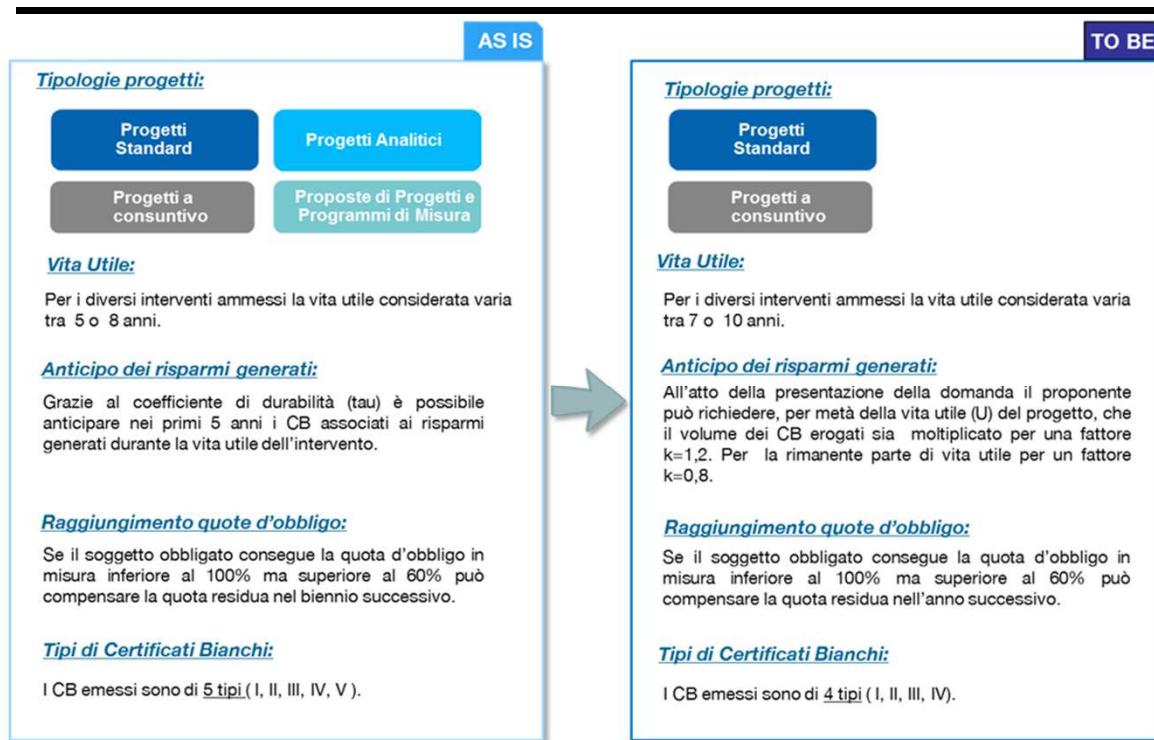 AS IS
Tipologie progetti:
Progetti
Standard
Progetti Analitici
Progetti a
consuntivo
Proposte di Progetti e
Programmi di Misura
Vita Utile:
Per i diversi interventi ammessi la vita utile considerata varia
tra 5 o 8 anni.
Anticipo dei risparmi generati:
Grazie al coefficiente di durabilità (tau) è possibile
anticipare nei primi 5 anni i CB associati ai risparmi
generati durante la vita utile dell'intervento.
Raggiungimento quote d'obbligo:
Se il soggetto obbligato consegue la quota d'obbligo in
misura inferiore al 100% ma superiore al 60% può
compensare la quota residua nel biennio successivo.
Tipi di Certificati Bianchi:
I CB emessi sono di 5 tipi ( I, II, III, IV, V ).
TO BE
Tipologie progetti:
Progetti
Standard
Progetti a
consuntivo
Vita Utile:
Per i diversi interventi ammessi la vita utile considerata varia
tra 7 o 10 anni.
Anticipo dei risparmi generati:
All'atto della presentazione della domanda il proponente
può richiedere, per metà della vita utile (U) del progetto, che
il volume dei CB erogati sia moltiplicato per una fattore
k=1,2. Per la rimanente parte di vita utile per un fattore
k=0,8.
Raggiungimento quote d'obbligo:
Se il soggetto obbligato consegue la quota d'obbligo in
misura inferiore al 100% ma superiore al 60% può
compensare la quota residua nell'anno successivo.
Tipi di Certificati Bianchi:
I CB emessi sono di 4 tipi ( I, II, III, IV).